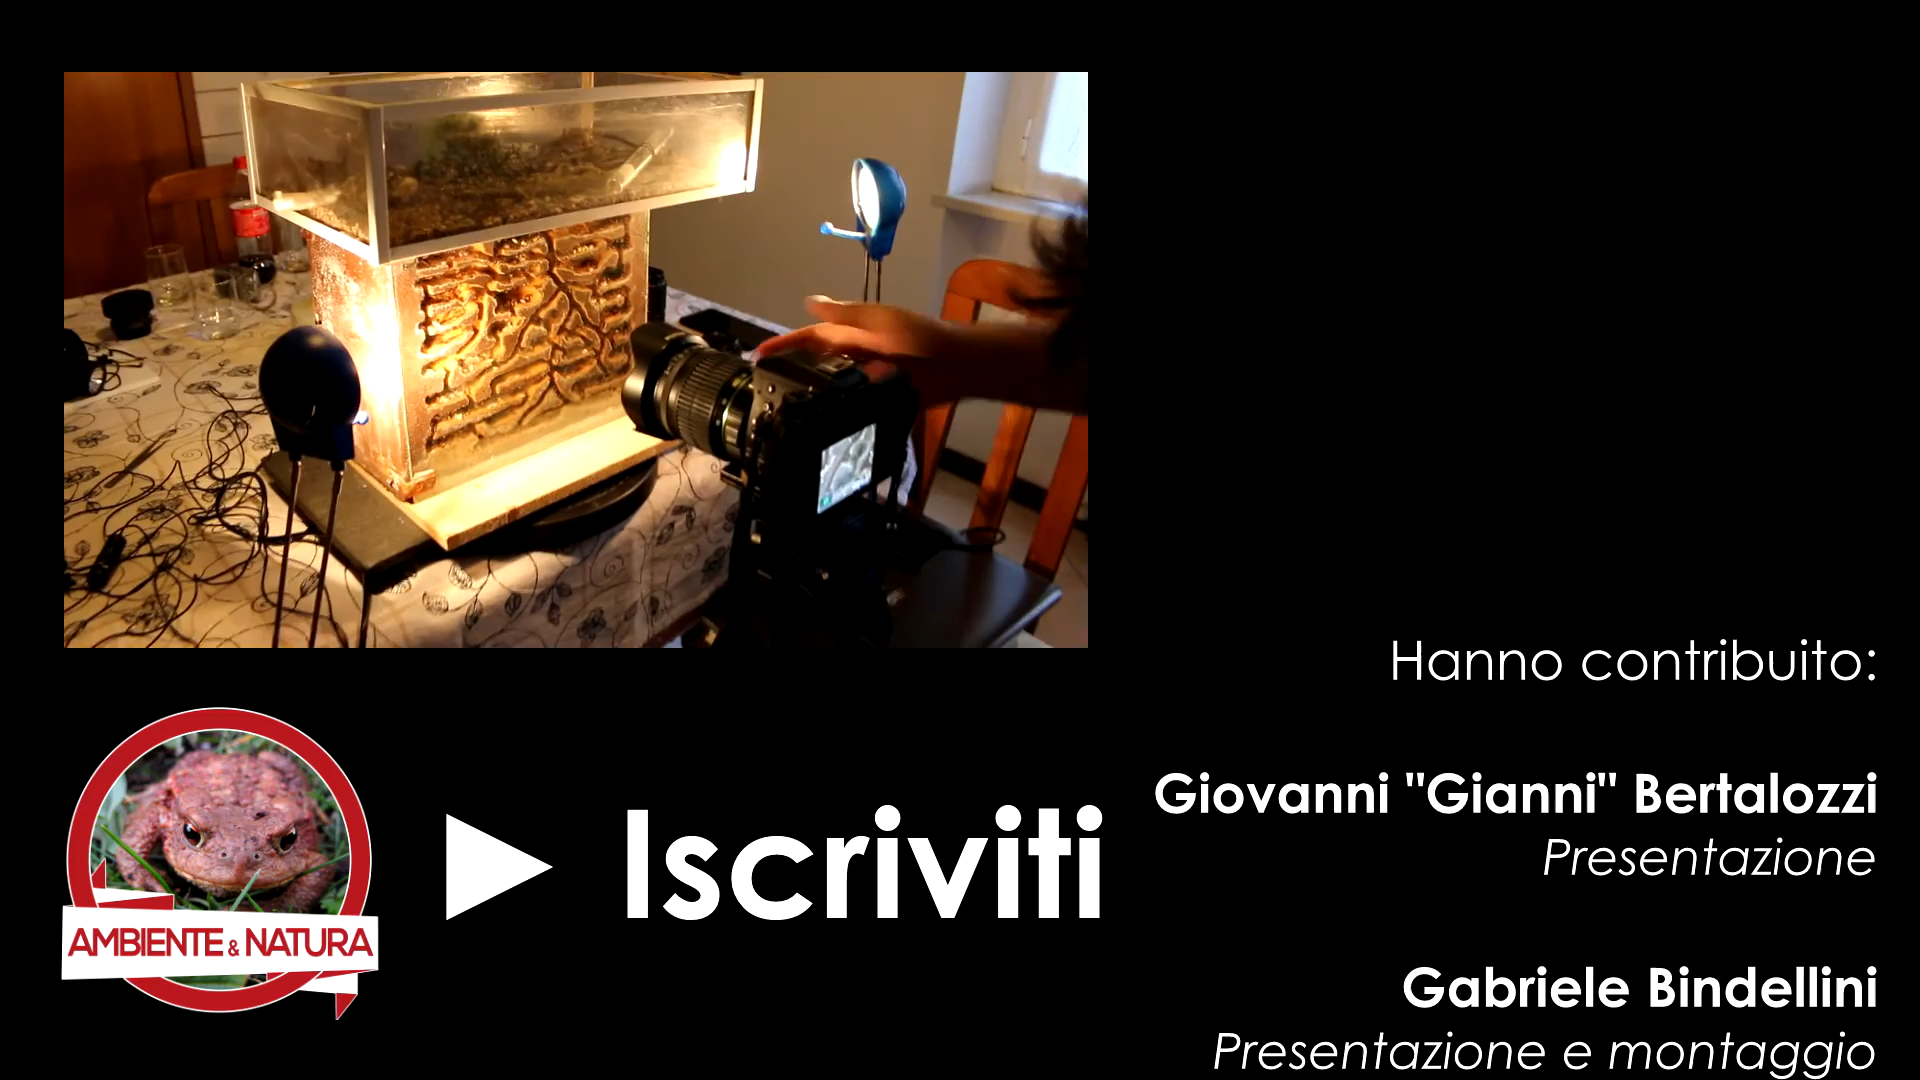 Hanno contribuito:
Giovanni "Gianni" Bertalozzi
Presentazione
Gabriele Bindellini
Presentazione e montaggio
Iscriviti
AMBIENTE & NATURA